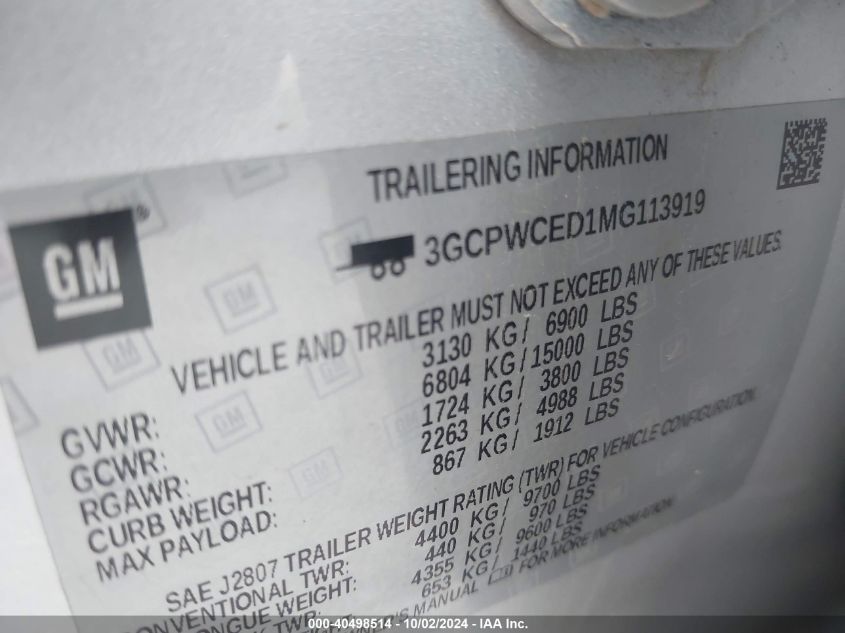 TRAILERING INFORMATION
GM®
3GCPWCED1MG113919
VEHICLE AND TRAILER MUST NOT EXCEED ANY OF THESE VALUES.
GVWR: 3130 KG/ 6900 LBS
GCWR: 6804 KG/15000 LBS
RGAWR: 1724 KG/ 3800 LBS
CURB WEIGHT: 2263 KG/ 4988 LBS
MAX PAYLOAD: 867 KG/ 1912 LBS
SAE J2807 TRAILER WEIGHT RATING (TWR) FOR VEHICLE CONFIGURATION.
CONVENTIONAL TWR: 4400 KG/ 9700 LBS
TONGUE WEIGHT: 440 KG/ 970 LBS
TWR: 4355 KG/ 9600 LBS
653 KG/ 1440 LBS
MANUAL FOR MORE INFORMATION.
000-40498514 - 10/02/2024 - IAA Inc.